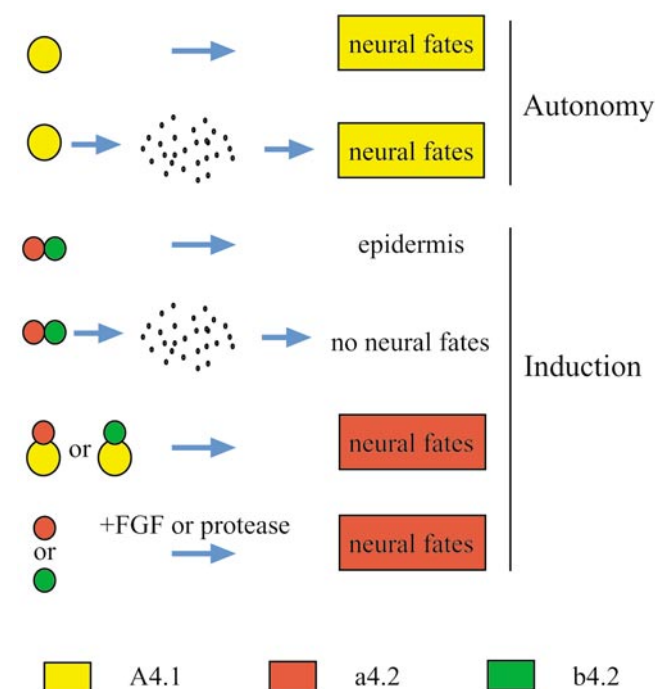 neural fates
Autonomy
neural fates
epidermis
no neural fates
Induction
or
neural fates
+FGF or protease
or
neural fates
A4.1 a4.2 b4.2